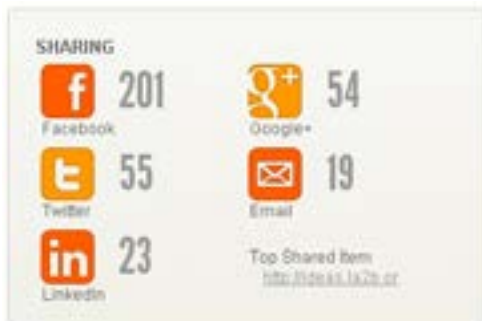 SHARING
201
Facebook
54
Google+
55
Twitter
19
Email
23
LinkedIn
Top Shared Item